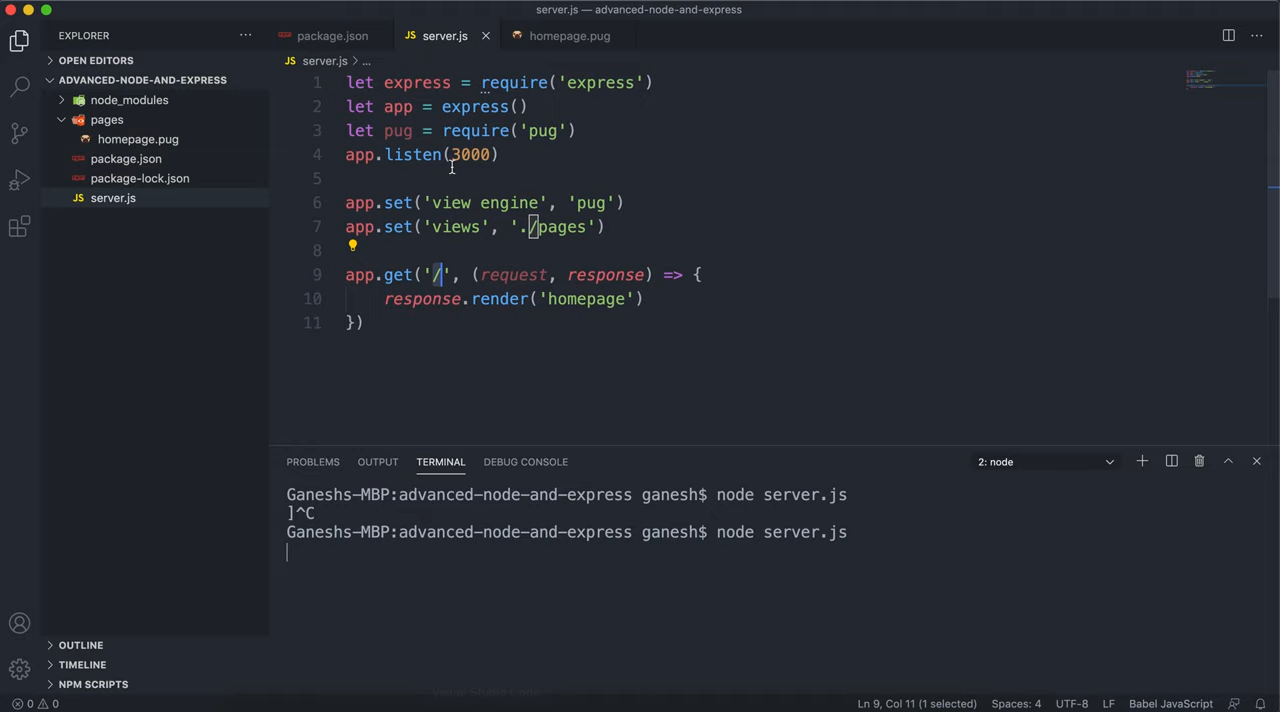 server.js — advanced-node-and-express
EXPLORER ···
OPEN EDITORS
ADVANCED-NODE-AND-EXPRESS
node_modules
pages
homepage.pug
package.json
package-lock.json
JS server.js
OUTLINE
TIMELINE
NPM SCRIPTS
package.json JS server.js homepage.pug
JS server.js > ...
1 let express = require('express')
2 let app = express()
3 let pug = require('pug')
4 app.listen(3000)
5
6 app.set('view engine', 'pug')
7 app.set('views', './pages')
8
9 app.get('/', (request, response) => {
10 response.render('homepage')
11 })
PROBLEMS OUTPUT TERMINAL DEBUG CONSOLE 2: node
Ganeshs-MBP:advanced-node-and-express ganesh$ node server.js
]^C
Ganeshs-MBP:advanced-node-and-express ganesh$ node server.js
Visual Studio Code
0 0 Ln 9, Col 11 (1 selected) Spaces: 4 UTF-8 LF Babel JavaScript